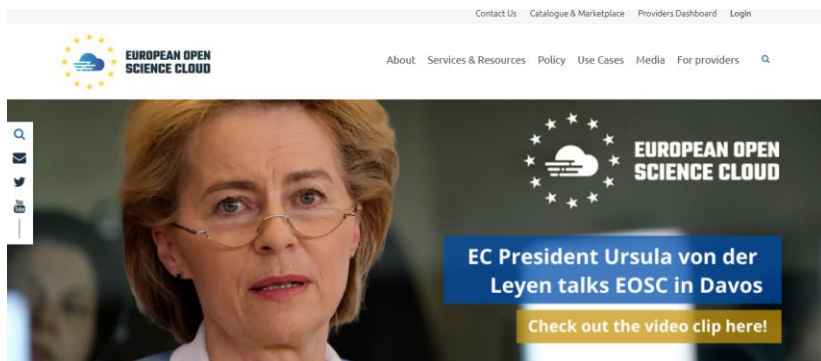 Contact Us Catalogue & Marketplace Providers Dashboard Login
EUROPEAN OPEN
SCIENCE CLOUD
About Services & Resources Policy Use Cases Media For providers
EUROPEAN OPEN
SCIENCE CLOUD
You
Tube
EC President Ursula von der
Leyen talks EOSC in Davos
Check out the video clip here!